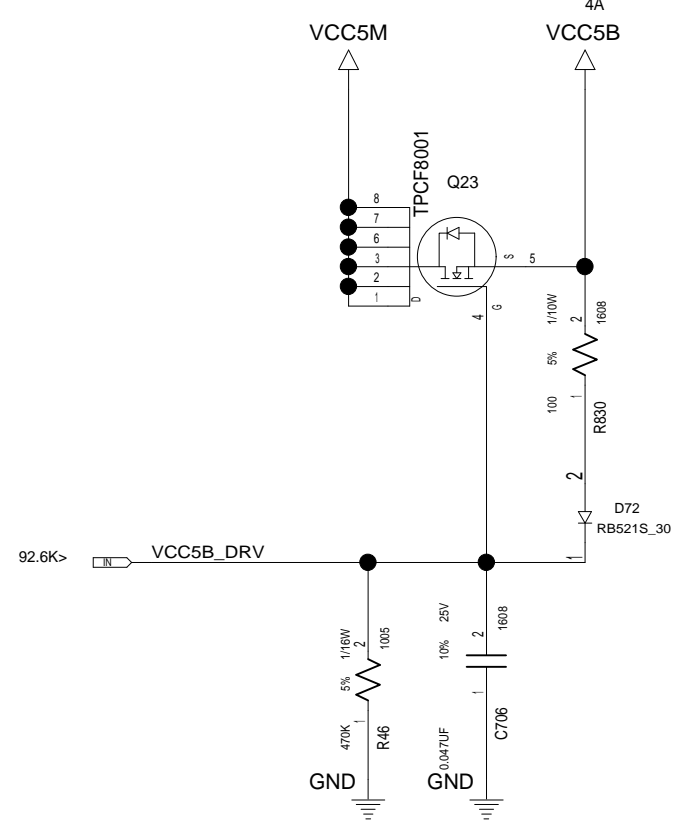 4A
VCC5M
VCC5B
TPCF8001
Q23
8
7
6
3
2
1
D
S
5
4
G
1/10W
2
1608
5%
100
1
R830
2
D72
RB521S_30
1
92.6K>
IN
VCC5B_DRV
1/16W
2
1005
5%
470K
1
R46
25V
2
1608
10%
1
0.047UF
C706
GND
GND